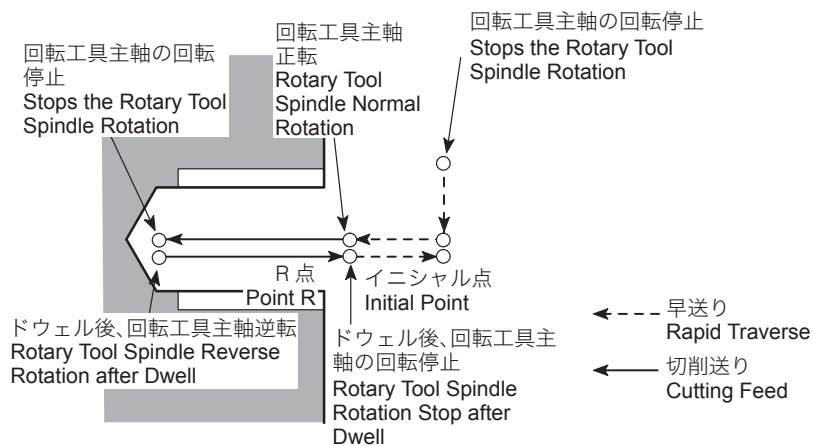 回転工具主軸の回転
停止
Stops the Rotary Tool
Spindle Rotation
回転工具主軸
正転
Rotary Tool
Spindle Normal
Rotation
回転工具主軸の回転停止
Stops the Rotary Tool
Spindle Rotation
R 点
Point R
イニシャル点
Initial Point
ドウェル後、回転工具主軸逆転
Rotary Tool Spindle Reverse
Rotation after Dwell
ドウェル後、回転工具主
軸の回転停止
Rotary Tool Spindle
Rotation Stop after
Dwell
早送り
Rapid Traverse
切削送り
Cutting Feed